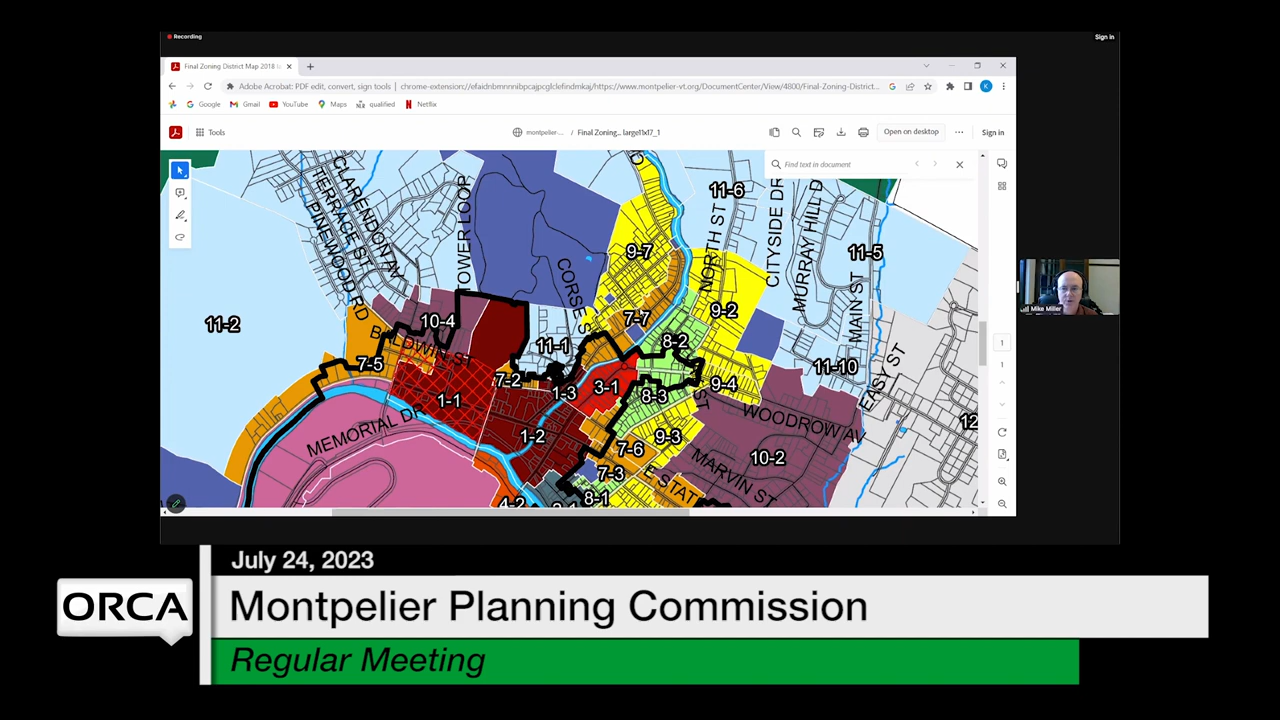 Recording
Sign in
Final Zoning District Map 2018
Adobe Acrobat: PDF edit, convert, sign tools
chrome-extension://efaidnbmnnnibpcajpcglclefindmkaj/https://www.montpelier-vt.org/DocumentCenter/View/4800/Final-Zoning-District...
K
Google
Gmail
YouTube
Maps
qualified
Netflix
Tools
montpelier-... / Final Zoning... large11x17_1
Open on desktop
Sign in
Find text in document
CLARENDON AV
TERRACE ST
PINEWOOD RD
TOWER LOOP
CORSE S
NORTH ST
CITYSIDE DR
MURRAY HILL D
MAIN ST
EASY ST
BALDWIN ST
MEMORIAL DR
WOODROW AV
MARVIN ST
E STAT
11-6
9-7
11-5
11-2
10-4
7-7
9-2
8-2
11-1
11-10
7-5
7-2
1-3
3-1
9-4
8-3
1-1
1-2
9-3
7-6
10-2
12
7-3
8-1
4-2
1
1
Mike Miller
July 24, 2023
ORCA
Montpelier Planning Commission
Regular Meeting